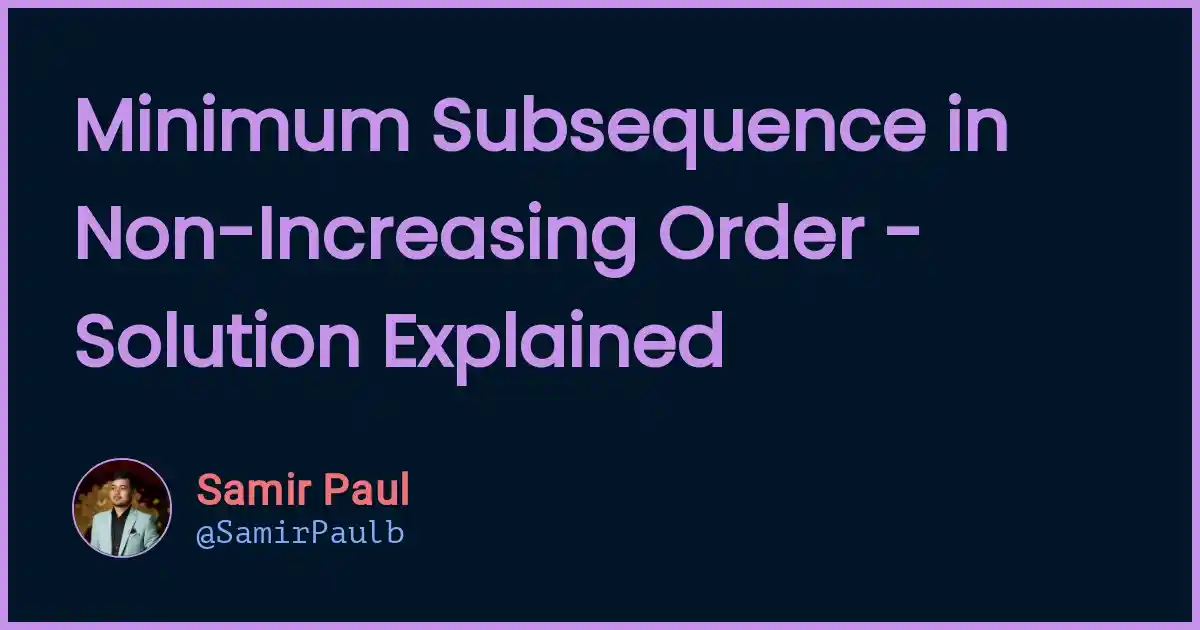 Minimum Subsequence in
Non-Increasing Order -
Solution Explained
Samir Paul
@SamirPaulb